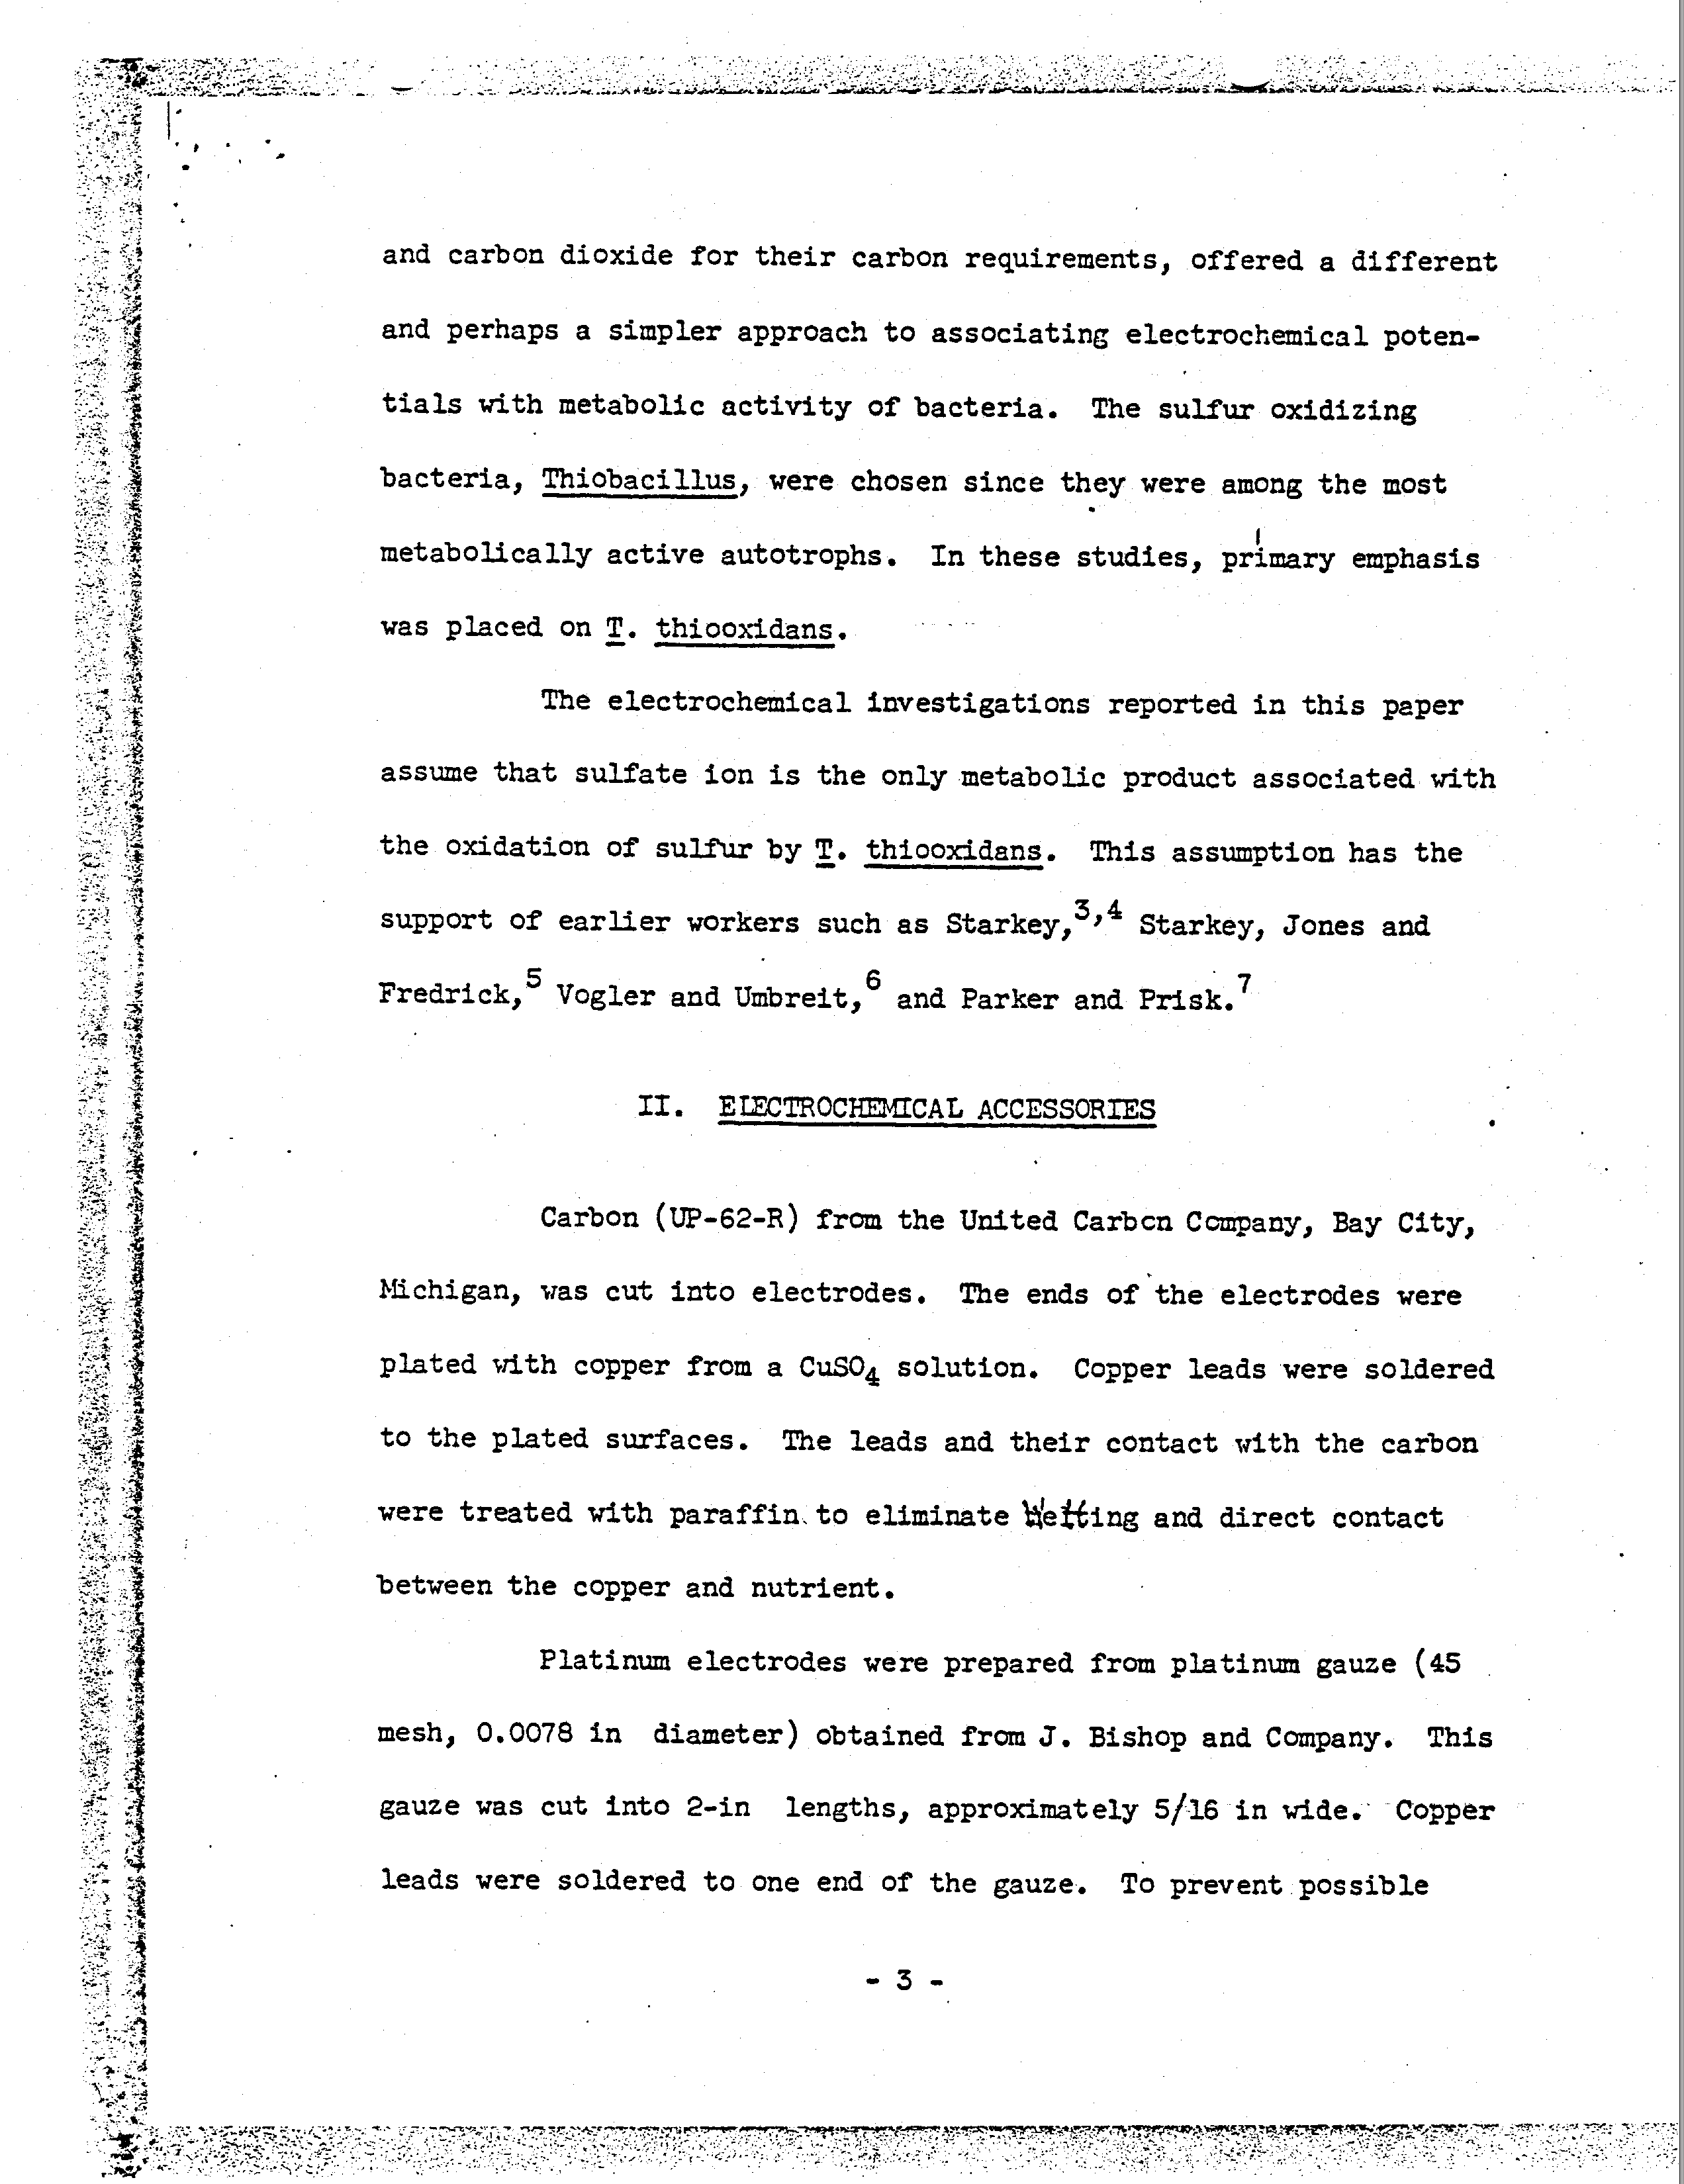 and carbon dioxide for their carbon requirements, offered a different
and perhaps a simpler approach to associating electrochemical poten-
tials with metabolic activity of bacteria. The sulfur oxidizing
bacteria, Thiobacillus, were chosen since they were among the most
metabolically active autotrophs. In these studies, primary emphasis
was placed on T. thiooxidans.
The electrochemical investigations reported in this paper
assume that sulfate ion is the only metabolic product associated with
the oxidation of sulfur by T. thiooxidans. This assumption has the
support of earlier workers such as Starkey,3,4 Starkey, Jones and
Fredrick,5 Vogler and Umbreit,6 and Parker and Prisk.7
II. ELECTROCHEMICAL ACCESSORIES
Carbon (UP-62-R) from the United Carbon Company, Bay City,
Michigan, was cut into electrodes. The ends of the electrodes were
plated with copper from a CuSO4 solution. Copper leads were soldered
to the plated surfaces. The leads and their contact with the carbon
were treated with paraffin to eliminate wetting and direct contact
between the copper and nutrient.
Platinum electrodes were prepared from platinum gauze (45
mesh, 0.0078 in diameter) obtained from J. Bishop and Company. This
gauze was cut into 2-in lengths, approximately 5/16 in wide. Copper
leads were soldered to one end of the gauze. To prevent possible
- 3 -